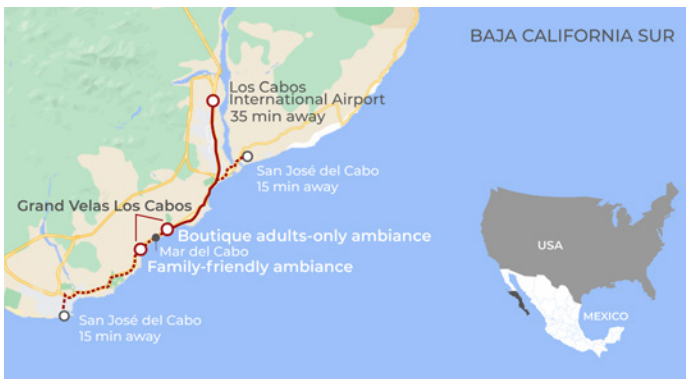 BAJA CALIFORNIA SUR
Los Cabos
International Airport
35 min away
San José del Cabo
15 min away
Grand Velas Los Cabos
Boutique adults-only ambiance
Mar del Cabo
Family-friendly ambiance
San José del Cabo
15 min away
USA
MEXICO